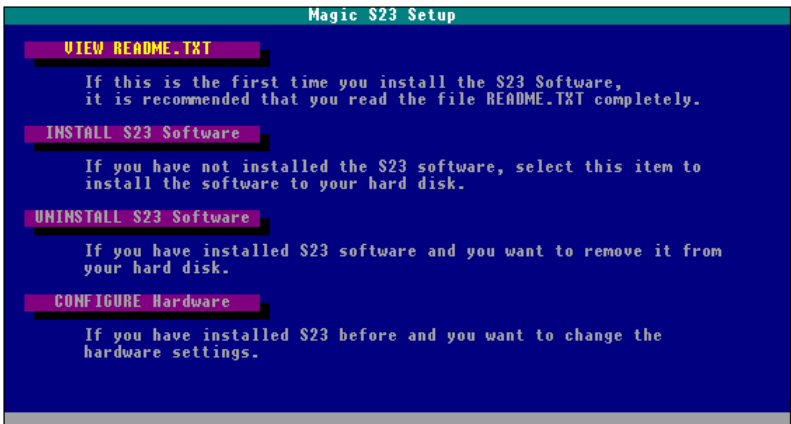 Magic S23 Setup
VIEW README.TXT
If this is the first time you install the S23 Software,
it is recommended that you read the file README.TXT completely.
INSTALL S23 Software
If you have not installed the S23 software, select this item to
install the software to your hard disk.
UNINSTALL S23 Software
If you have installed S23 software and you want to remove it from
your hard disk.
CONFIGURE Hardware
If you have installed S23 before and you want to change the
hardware settings.